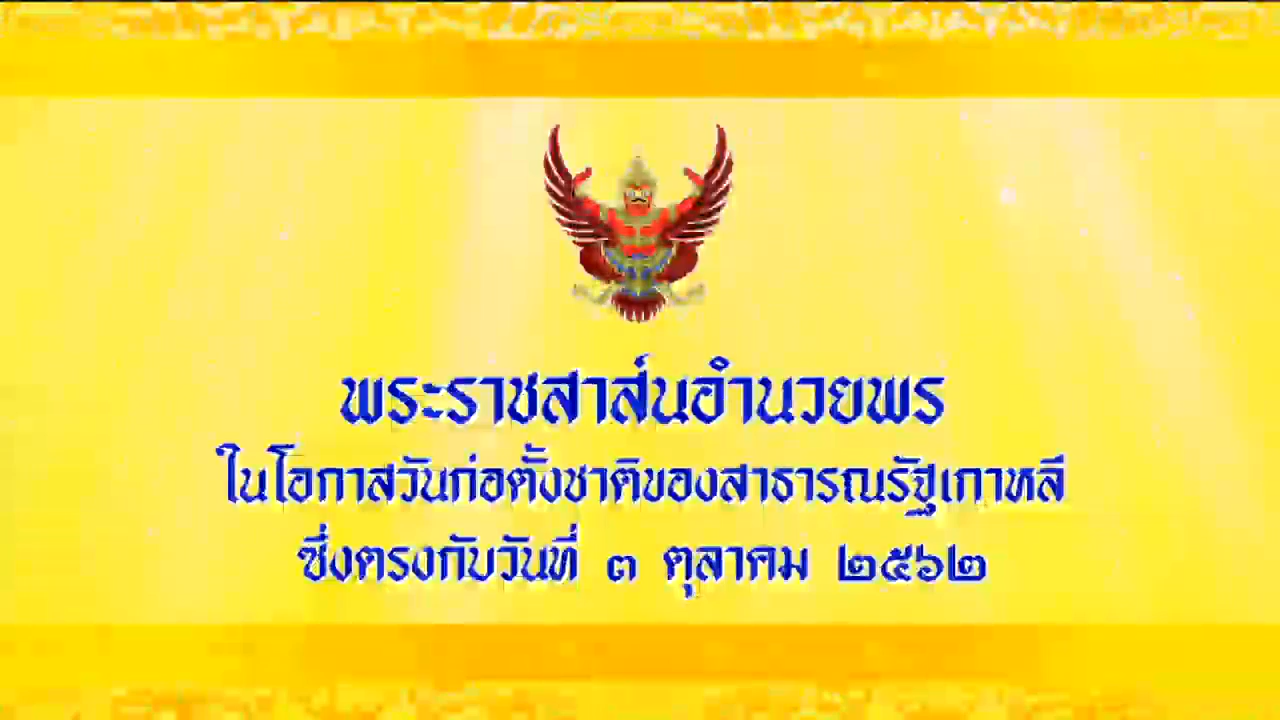 พระราชสาส์นอำนวยพร
ในโอกาสวันก่อตั้งชาติของสาธารณรัฐเกาหลี
ซึ่งตรงกับวันที่ ๓ ตุลาคม ๒๕๖๒